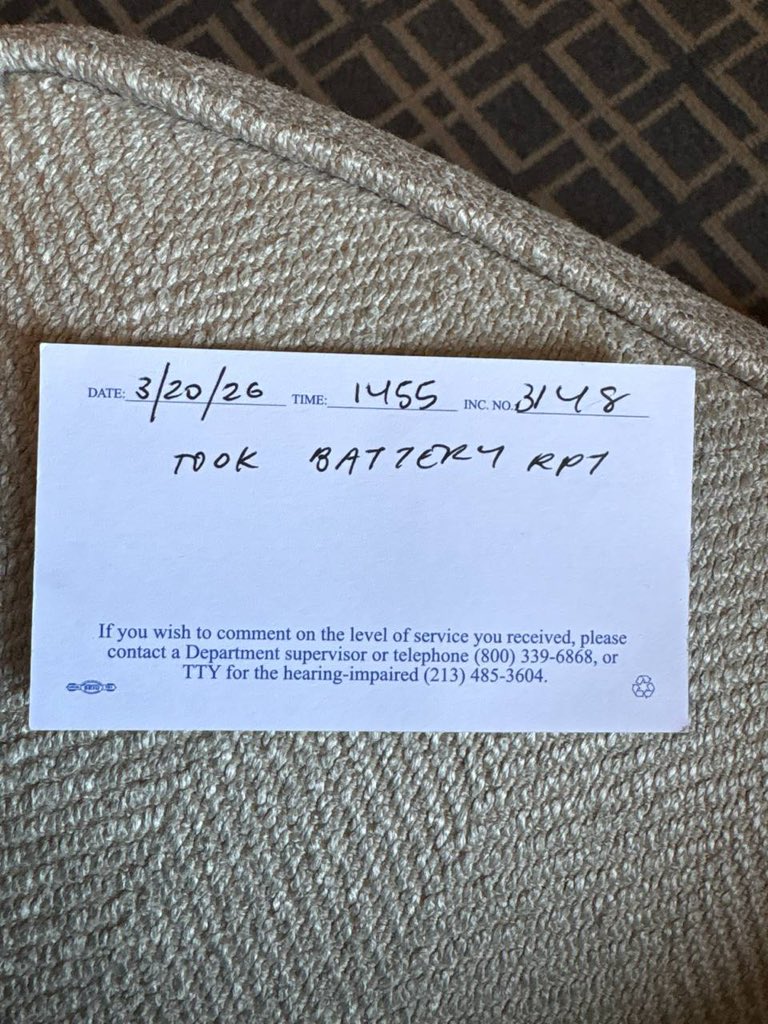 DATE: 3/20/26 TIME: 1455 INC. NO. 3148
TOOK BATTERY RPT
If you wish to comment on the level of service you received, please
contact a Department supervisor or telephone (800) 339-6868, or
TTY for the hearing-impaired (213) 485-3604.